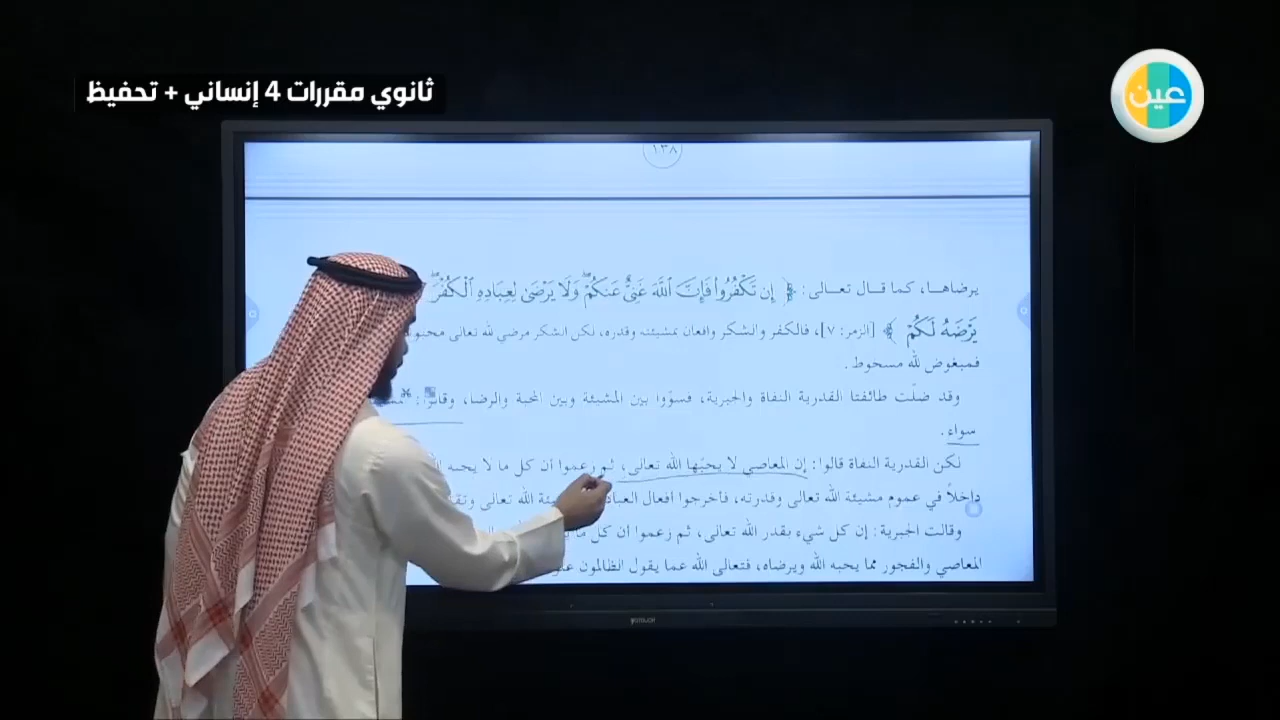 ثانوي مقررات 4 إنساني + تحفيظ
عين
١٣٨
يرضاهـا، كما قـال تعـالى: ﴿ إِن تَكْفُرُوا۟ فَإِنَّ ٱللَّهَ غَنِىٌّ عَنكُمْ ۖ وَلَا يَرْضَىٰ لِعِبَادِهِ ٱلْكُفْرَ ۖ
يَرْضَهُ لَكُمْ ﴾ [الزمر: ٧]، فالكفر والشكر واقعان بمشيئته وقدره، لكن الشكر مرضي لله تعالى
فمبغوض لله مسخوط .
وقد ضلّت طائفتا القدرية النفاة والجبرية، فسوّوا بين المشيئة وبين المحبة والرضا، وقالوا:
سواء .
لكن القدرية النفاة قالوا: إن المعاصي لا يحبّها الله تعالى، ثم زعموا أن كل ما لا يحبه
داخلاً في عموم مشيئة الله تعالى وقدرته، فأخرجوا أفعال الله تعالى
وقالت الجبرية: إن كل شيء بقدر الله تعالى، ثم زعموا أن كل
المعاصي والفجور مما يحبه الله ويرضاه، فتعالى الله عما يقول الظالمون